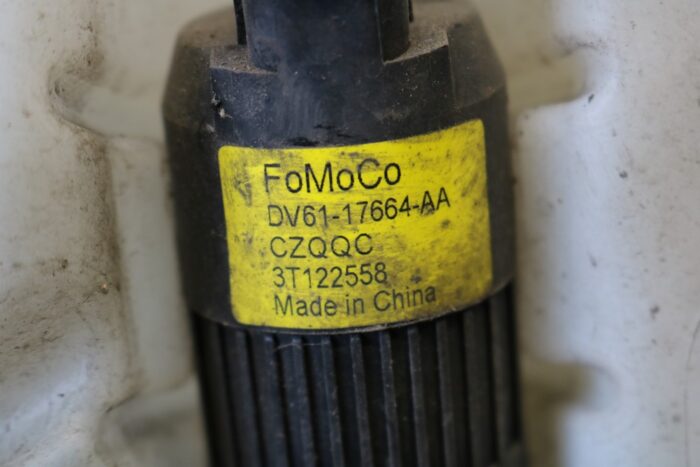 FoMoCo
DV61-17664-AA
CZQQC
3T122558
Made in China